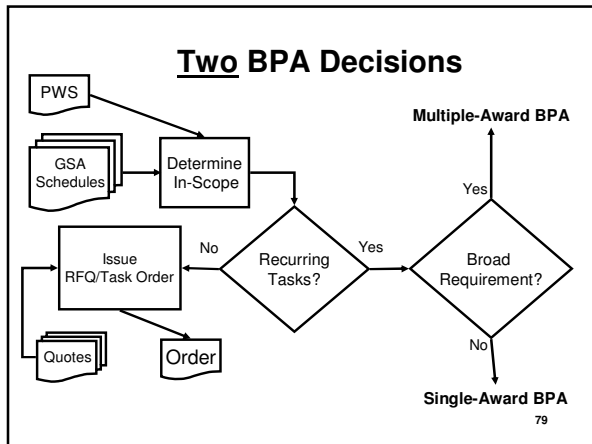 Two BPA Decisions
PWS
Multiple-Award BPA
GSA
Schedules
Determine
In-Scope
Yes
Issue
RFQ/Task Order
No
Recurring
Tasks?
Yes
Broad
Requirement?
Quotes
Order
No
Single-Award BPA
79